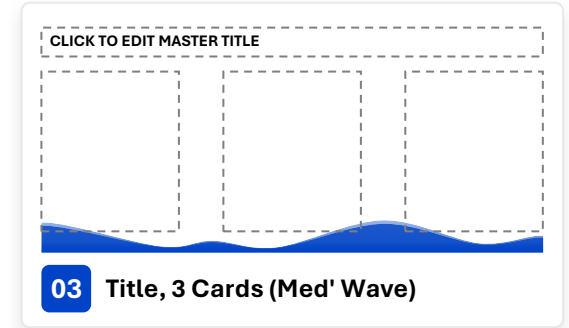 CLICK TO EDIT MASTER TITLE
03 Title, 3 Cards (Med' Wave)